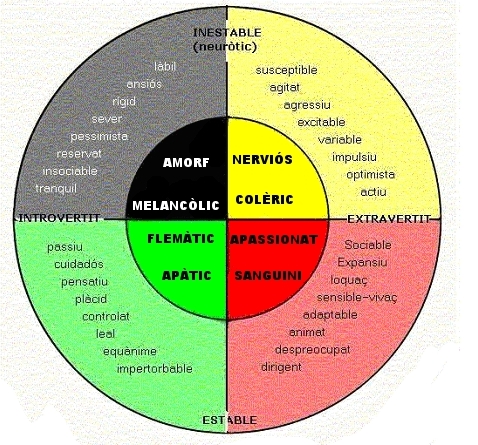 INESTABLE
(neuròtic)
làbil
ansiós
rígid
sever
pessimista
reservat
insociable
tranquil
susceptible
agitat
agressiu
excitable
variable
impulsiu
optimista
actiu
AMORF
MELANCÒLIC
NERVIÓS
COLÈRIC
INTROVERTIT
EXTRAVERTIT
FLEMÀTIC
APÀTIC
APASSIONAT
SANGUINI
passiu
cuidadós
pensatiu
plàcid
controlat
leal
equànime
impertorbable
Sociable
Expansiu
loquaç
sensible-vivaç
adaptable
animat
despreocupat
dirigent
ESTABLE